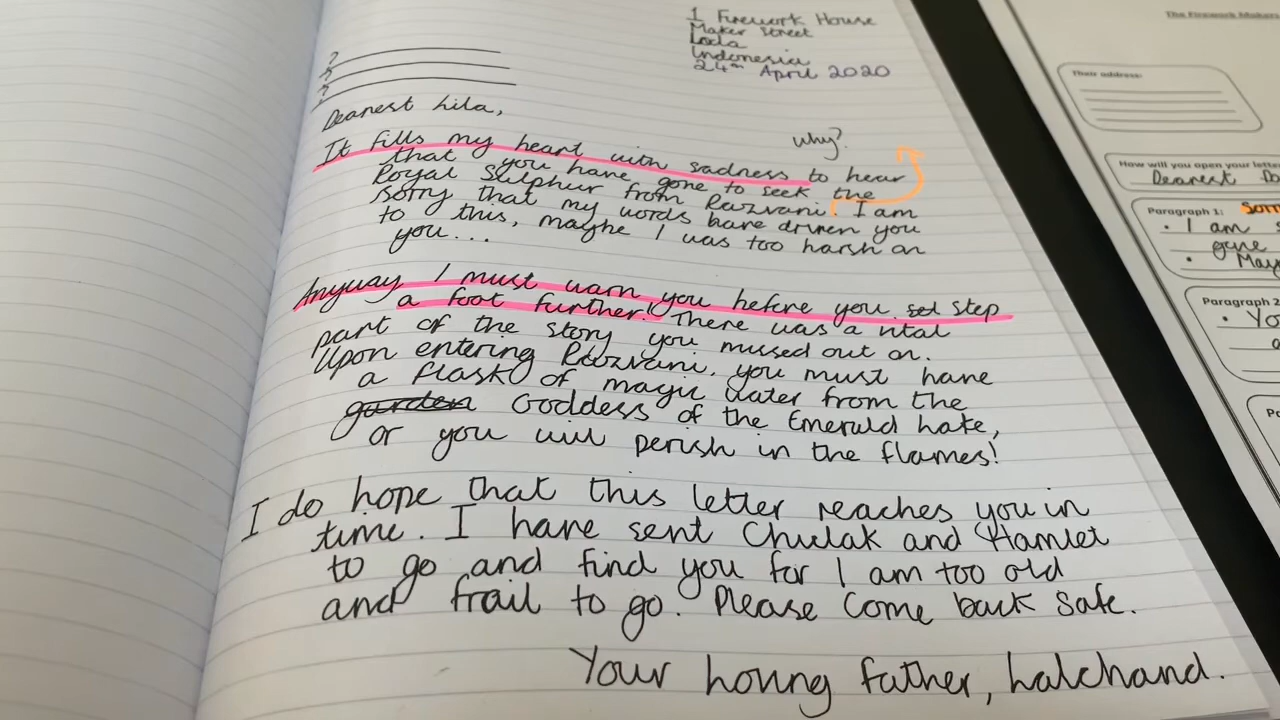 1 Firework House
Maker Street
Loda
Indonesia
24th April 2020
?
?
?
Dearest Lila,
why?
It fills my heart with sadness to hear
that you have gone to seek the
Royal Sulphur from Razvani! I am
sorry that my words have driven you
to this, maybe I was too harsh on
you...
Anyway I must warn you before you set step
a foot further! There was a vital
part of the story you missed out on.
Upon entering Razvani, you must have
a flask of magic water from the
garden Goddess of the Emerald Lake,
or you will perish in the flames!
I do hope that this letter reaches you in
time. I have sent Chulak and Hamlet
to go and find you for I am too old
and frail to go. Please come back safe.
Your loving father, Lalchand.
The Firework Makers
Their address:
How will you open your letter
Dearest
Paragraph 1:
• I am
gone
• May
Paragraph 2
• Yo